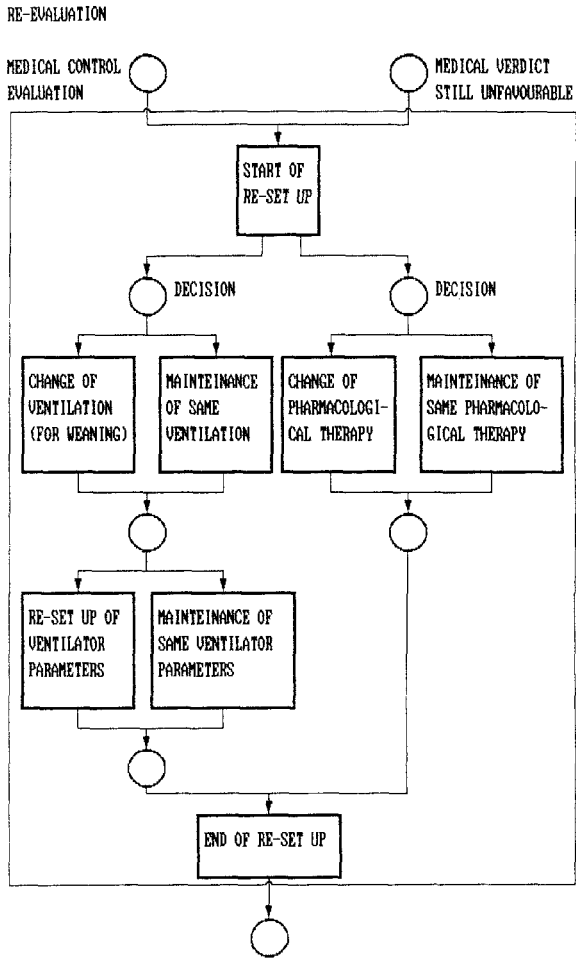 RE-EVALUATION
MEDICAL CONTROL
EVALUATION
MEDICAL VERDICT
STILL UNFAVOURABLE
START OF
RE-SET UP
DECISION
DECISION
CHANGE OF
VENTILATION
(FOR WEANING)
MAINTEINANCE
OF SAME
VENTILATION
CHANGE OF
PHARMACOLOGI-
CAL THERAPY
MAINTEINANCE OF
SAME PHARMACOLO-
GICAL THERAPY
RE-SET UP OF
VENTILATOR
PARAMETERS
MAINTEINANCE OF
SAME VENTILATOR
PARAMETERS
END OF RE-SET UP